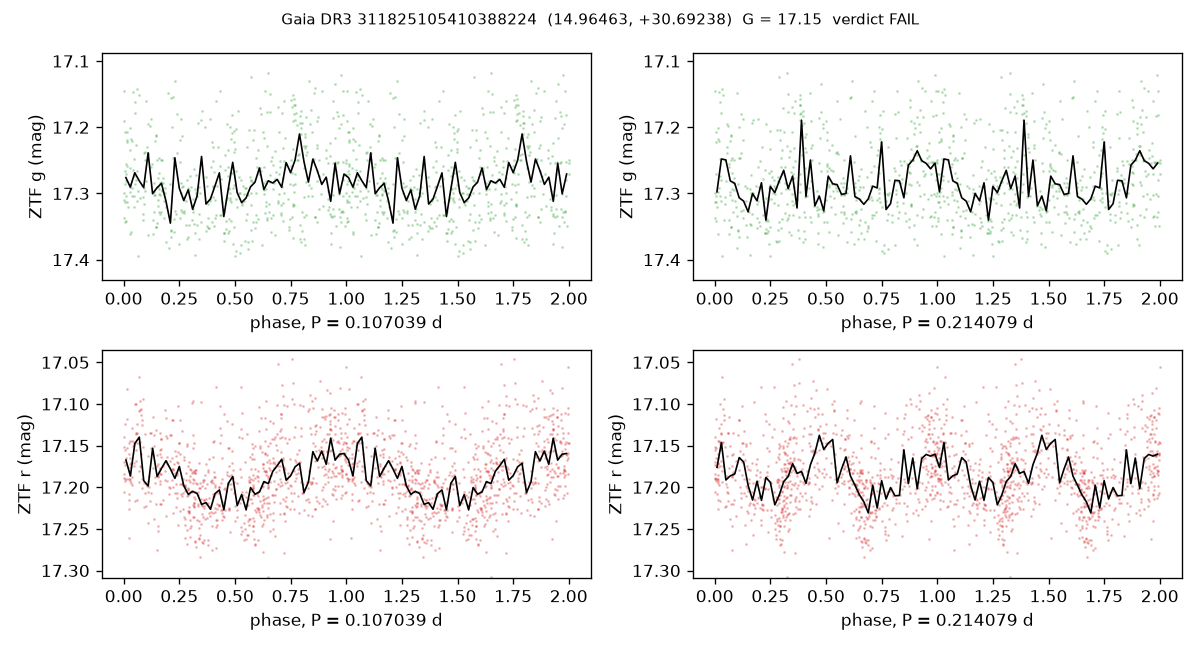 Gaia DR3 311825105410388224  (14.96463, +30.69238)  G = 17.15  verdict FAIL
ZTF g (mag)
17.1
17.2
17.3
17.4
0.00 0.25 0.50 0.75 1.00 1.25 1.50 1.75 2.00
phase, P = 0.107039 d
ZTF g (mag)
17.1
17.2
17.3
17.4
0.00 0.25 0.50 0.75 1.00 1.25 1.50 1.75 2.00
phase, P = 0.214079 d
ZTF r (mag)
17.05
17.10
17.15
17.20
17.25
17.30
0.00 0.25 0.50 0.75 1.00 1.25 1.50 1.75 2.00
phase, P = 0.107039 d
ZTF r (mag)
17.05
17.10
17.15
17.20
17.25
17.30
0.00 0.25 0.50 0.75 1.00 1.25 1.50 1.75 2.00
phase, P = 0.214079 d